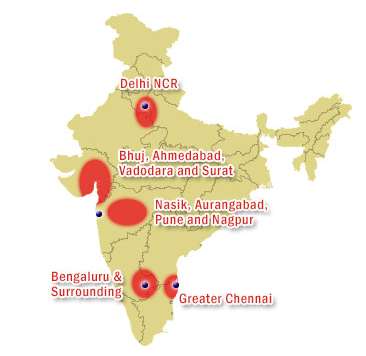 Delhi NCR
Bhuj, Ahmedabad,
Vadodara and Surat
Nasik, Aurangabad,
Pune and Nagpur
Bengaluru &
Surrounding
Greater Chennai